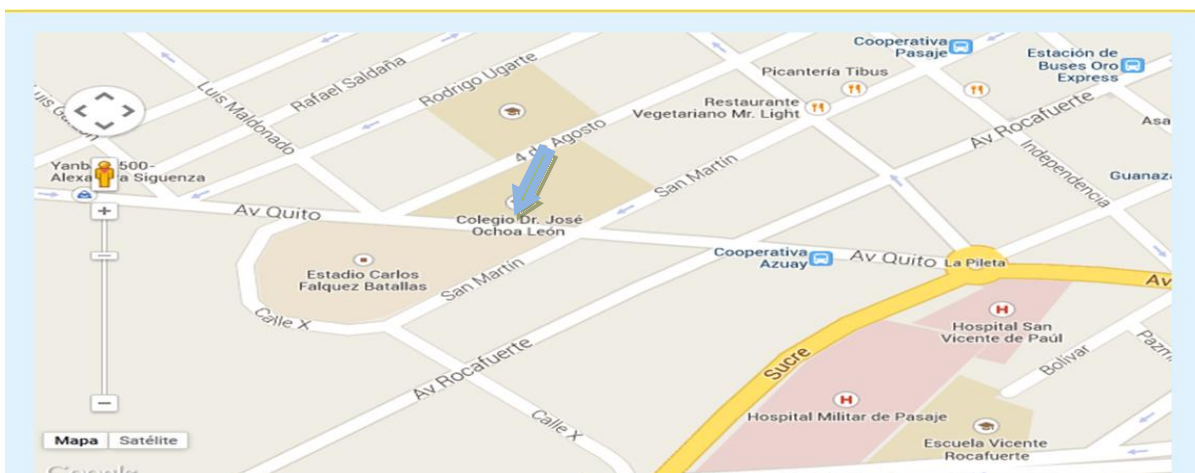 Cooperativa
Pasaje
Estación de
Buses Oro
Express
Picantería Tibus
Restaurante
Vegetariano Mr. Light
Av Rocafuerte
Asa
Rafael Saldaña
Rodrigo Ugarte
Luis Maldonado
Luis
4 de Agosto
San Martín
Independencia
Guanaz
500-
Siguenza
Av Quito
Colegio Dr. José
Ochoa León
Estadio Carlos
Falquez Batallas
San Martín
Cooperativa
Azuay
Av Quito
La Pileta
Av
Calle X
Hospital San
Vicente de Paúl
Bolívar
Pazm
Sucre
Av Rocafuerte
Calle X
Hospital Militar de Pasaje
Escuela Vicente
Rocafuerte
Mapa
Satélite